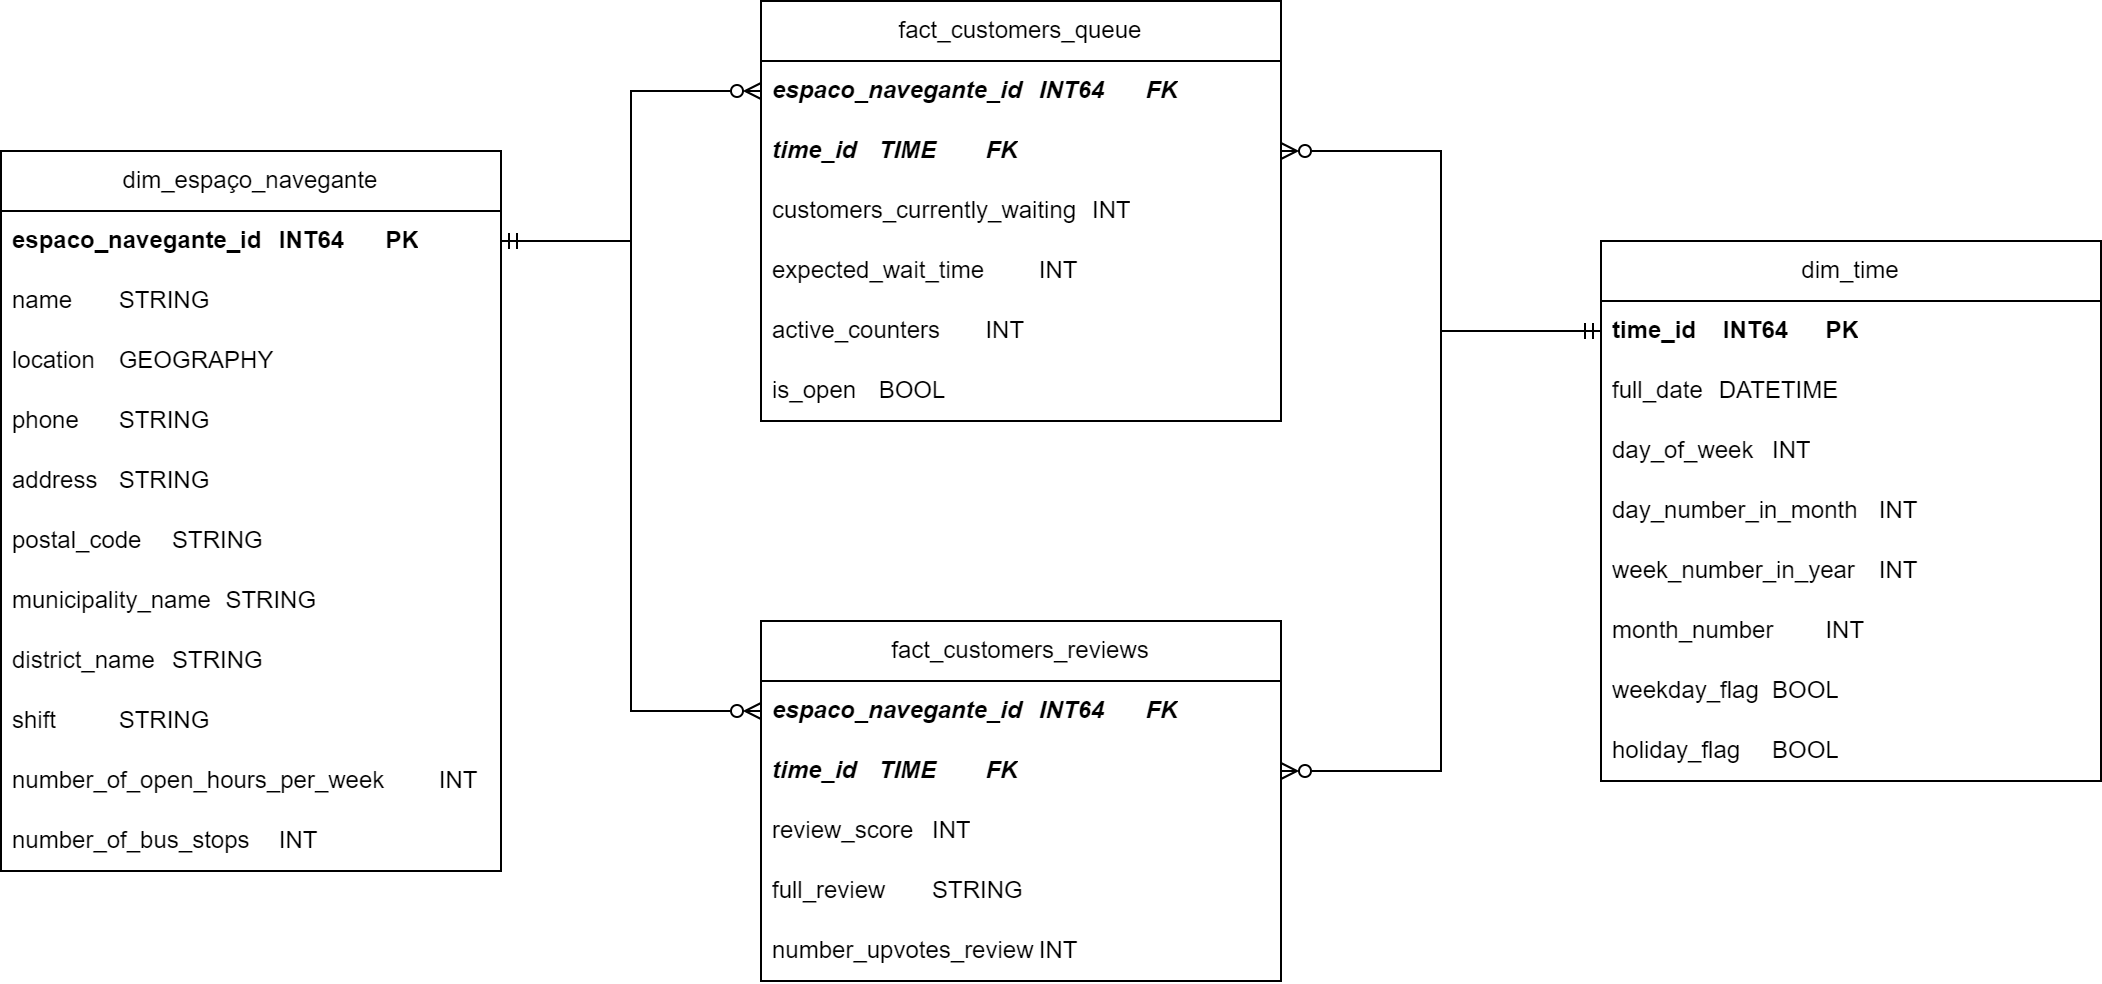 dim_espaço_navegante
espaco_navegante_id INT64 PK
name STRING
location GEOGRAPHY
phone STRING
address STRING
postal_code STRING
municipality_name STRING
district_name STRING
shift STRING
number_of_open_hours_per_week INT
number_of_bus_stops INT
fact_customers_queue
espaco_navegante_id INT64 FK
time_id TIME FK
customers_currently_waiting INT
expected_wait_time INT
active_counters INT
is_open BOOL
fact_customers_reviews
espaco_navegante_id INT64 FK
time_id TIME FK
review_score INT
full_review STRING
number_upvotes_review INT
dim_time
time_id INT64 PK
full_date DATETIME
day_of_week INT
day_number_in_month INT
week_number_in_year INT
month_number INT
weekday_flag BOOL
holiday_flag BOOL